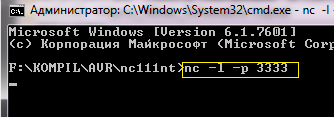 Администратор: C:\Windows\System32\cmd.exe - nc -l
Microsoft Windows [Version 6.1.7601]
(c) Корпорация Майкрософт (Microsoft Corp
F:\KOMPIL\AVR\nc111nt>nc -l -p 3333